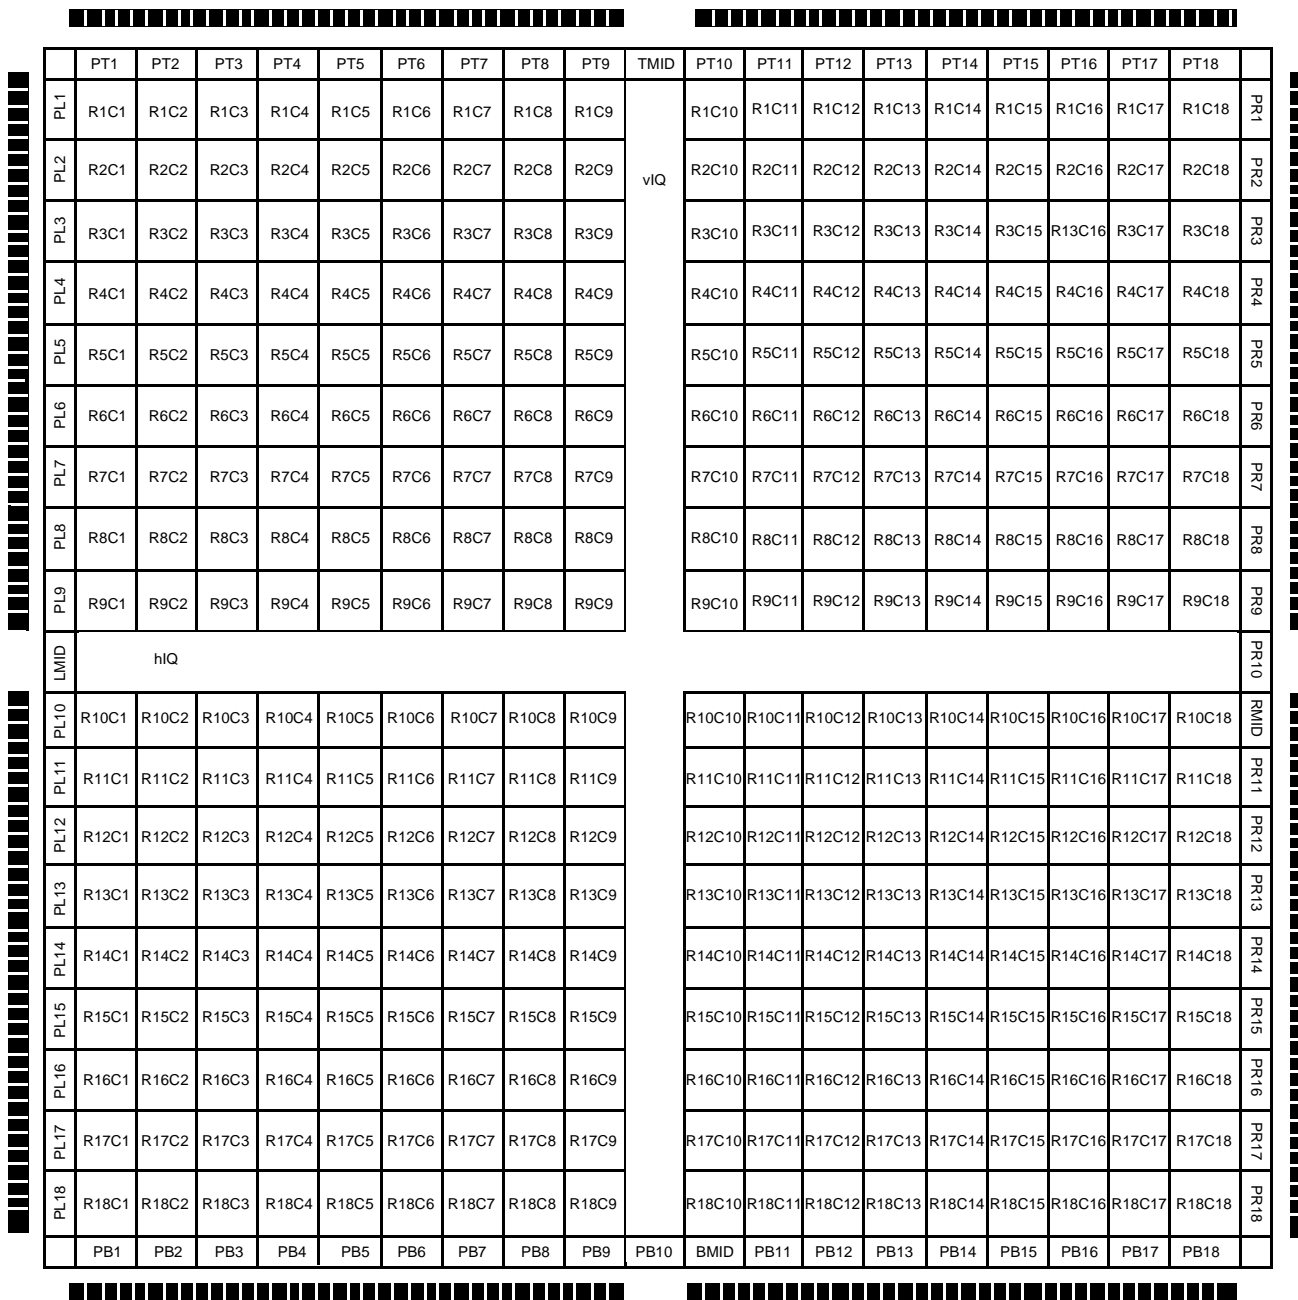 PT1 PT2 PT3 PT4 PT5 PT6 PT7 PT8 PT9 TMID PT10 PT11 PT12 PT13 PT14 PT15 PT16 PT17 PT18
PL1 R1C1 R1C2 R1C3 R1C4 R1C5 R1C6 R1C7 R1C8 R1C9 R1C10 R1C11 R1C12 R1C13 R1C14 R1C15 R1C16 R1C17 R1C18 PR1
PL2 R2C1 R2C2 R2C3 R2C4 R2C5 R2C6 R2C7 R2C8 R2C9 vIQ R2C10 R2C11 R2C12 R2C13 R2C14 R2C15 R2C16 R2C17 R2C18 PR2
PL3 R3C1 R3C2 R3C3 R3C4 R3C5 R3C6 R3C7 R3C8 R3C9 R3C10 R3C11 R3C12 R3C13 R3C14 R3C15 R13C16 R3C17 R3C18 PR3
PL4 R4C1 R4C2 R4C3 R4C4 R4C5 R4C6 R4C7 R4C8 R4C9 R4C10 R4C11 R4C12 R4C13 R4C14 R4C15 R4C16 R4C17 R4C18 PR4
PL5 R5C1 R5C2 R5C3 R5C4 R5C5 R5C6 R5C7 R5C8 R5C9 R5C10 R5C11 R5C12 R5C13 R5C14 R5C15 R5C16 R5C17 R5C18 PR5
PL6 R6C1 R6C2 R6C3 R6C4 R6C5 R6C6 R6C7 R6C8 R6C9 R6C10 R6C11 R6C12 R6C13 R6C14 R6C15 R6C16 R6C17 R6C18 PR6
PL7 R7C1 R7C2 R7C3 R7C4 R7C5 R7C6 R7C7 R7C8 R7C9 R7C10 R7C11 R7C12 R7C13 R7C14 R7C15 R7C16 R7C17 R7C18 PR7
PL8 R8C1 R8C2 R8C3 R8C4 R8C5 R8C6 R8C7 R8C8 R8C9 R8C10 R8C11 R8C12 R8C13 R8C14 R8C15 R8C16 R8C17 R8C18 PR8
PL9 R9C1 R9C2 R9C3 R9C4 R9C5 R9C6 R9C7 R9C8 R9C9 R9C10 R9C11 R9C12 R9C13 R9C14 R9C15 R9C16 R9C17 R9C18 PR9
LMID hIQ PR10
PL10 R10C1 R10C2 R10C3 R10C4 R10C5 R10C6 R10C7 R10C8 R10C9 R10C10 R10C11 R10C12 R10C13 R10C14 R10C15 R10C16 R10C17 R10C18 RMID
PL11 R11C1 R11C2 R11C3 R11C4 R11C5 R11C6 R11C7 R11C8 R11C9 R11C10 R11C11 R11C12 R11C13 R11C14 R11C15 R11C16 R11C17 R11C18 PR11
PL12 R12C1 R12C2 R12C3 R12C4 R12C5 R12C6 R12C7 R12C8 R12C9 R12C10 R12C11 R12C12 R12C13 R12C14 R12C15 R12C16 R12C17 R12C18 PR12
PL13 R13C1 R13C2 R13C3 R13C4 R13C5 R13C6 R13C7 R13C8 R13C9 R13C10 R13C11 R13C12 R13C13 R13C14 R13C15 R13C16 R13C17 R13C18 PR13
PL14 R14C1 R14C2 R14C3 R14C4 R14C5 R14C6 R14C7 R14C8 R14C9 R14C10 R14C11 R14C12 R14C13 R14C14 R14C15 R14C16 R14C17 R14C18 PR14
PL15 R15C1 R15C2 R15C3 R15C4 R15C5 R15C6 R15C7 R15C8 R15C9 R15C10 R15C11 R15C12 R15C13 R15C14 R15C15 R15C16 R15C17 R15C18 PR15
PL16 R16C1 R16C2 R16C3 R16C4 R16C5 R16C6 R16C7 R16C8 R16C9 R16C10 R16C11 R16C12 R16C13 R16C14 R16C15 R16C16 R16C17 R16C18 PR16
PL17 R17C1 R17C2 R17C3 R17C4 R17C5 R17C6 R17C7 R17C8 R17C9 R17C10 R17C11 R17C12 R17C13 R17C14 R17C15 R17C16 R17C17 R17C18 PR17
PL18 R18C1 R18C2 R18C3 R18C4 R18C5 R18C6 R18C7 R18C8 R18C9 R18C10 R18C11 R18C12 R18C13 R18C14 R18C15 R18C16 R18C17 R18C18 PR18
PB1 PB2 PB3 PB4 PB5 PB6 PB7 PB8 PB9 PB10 BMID PB11 PB12 PB13 PB14 PB15 PB16 PB17 PB18